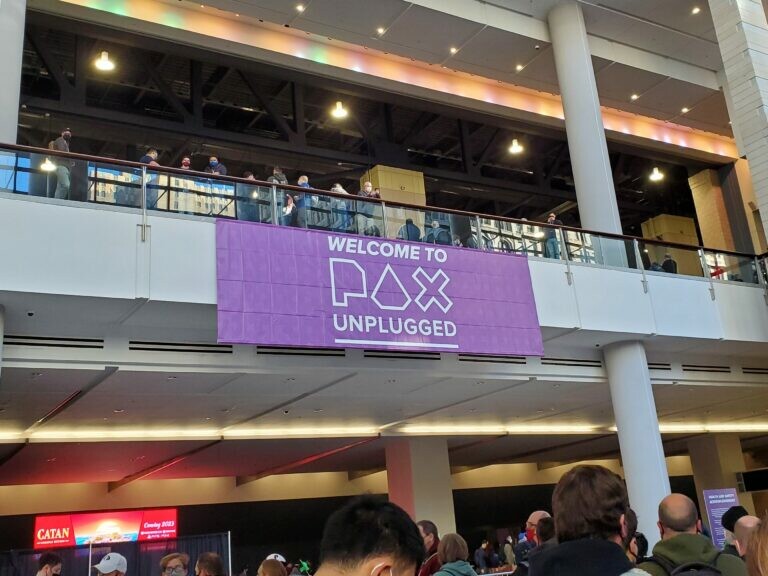 WELCOME TO
PAX
UNPLUGGED
CATAN
Coming 2023